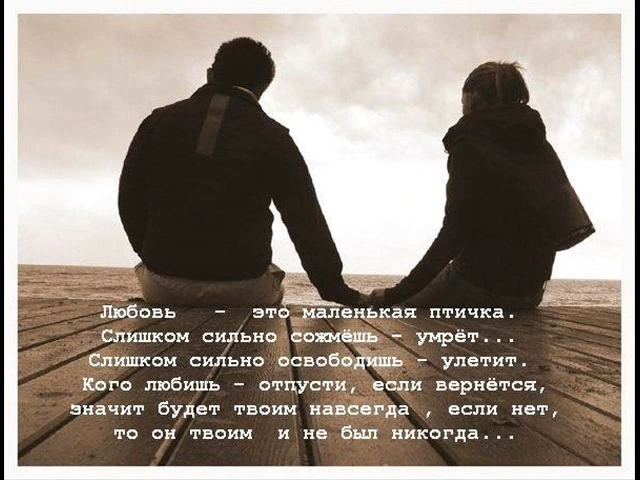 Любовь - это маленькая птичка.
Слишком сильно сожмёшь - умрёт...
Слишком сильно освободишь - улетит.
Кого любишь - отпусти, если вернётся,
значит будет твоим навсегда , если нет,
то он твоим и не был никогда...